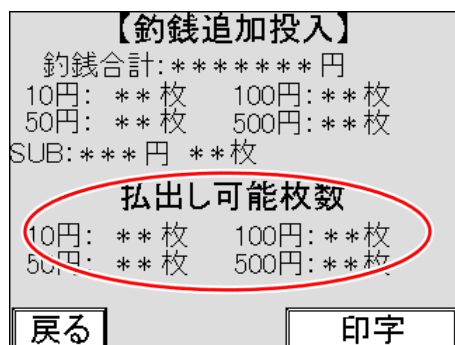 【釣銭追加投入】
釣銭合計:*******円
10円: **枚 100円:**枚
50円: **枚 500円:**枚
SUB:***円 **枚
払出し可能枚数
10円: **枚 100円:**枚
50円: **枚 500円:**枚
戻る 印字